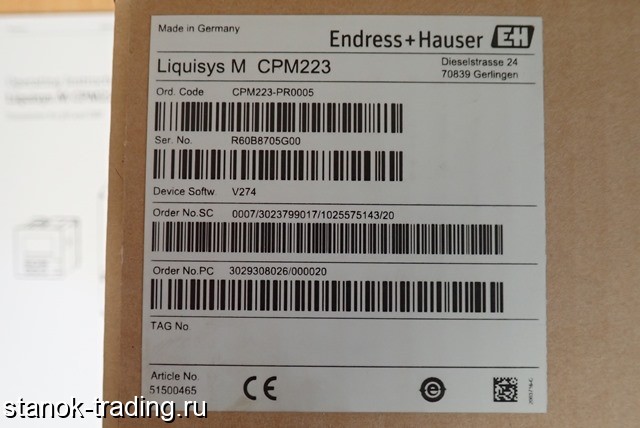 Made in Germany
Endress+Hauser EH
Liquisys M CPM223
Dieselstrasse 24
70839 Gerlingen
Ord. Code CPM223-PR0005
Ser. No. R60B8705G00
Device Softw. V274
Order No.SC 0007/3023799017/1025575143/20
Order No.PC 3029308026/000020
TAG No.
Article No.
51500465
CE
e
stanok-trading.ru